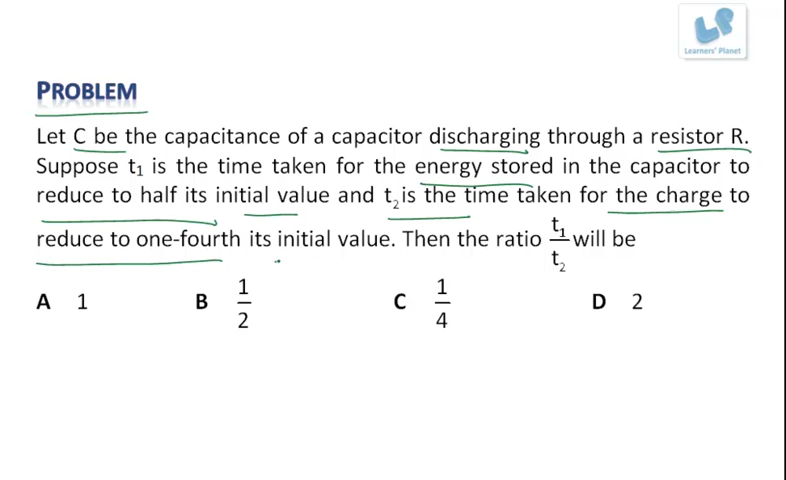 LP
Learners' Planet
PROBLEM
Let C be the capacitance of a capacitor discharging through a resistor R.
Suppose t₁ is the time taken for the energy stored in the capacitor to
reduce to half its initial value and t₂ is the time taken for the charge to
reduce to one-fourth its initial value. Then the ratio t₁/t₂ will be
A 1 B 1/2 C 1/4 D 2